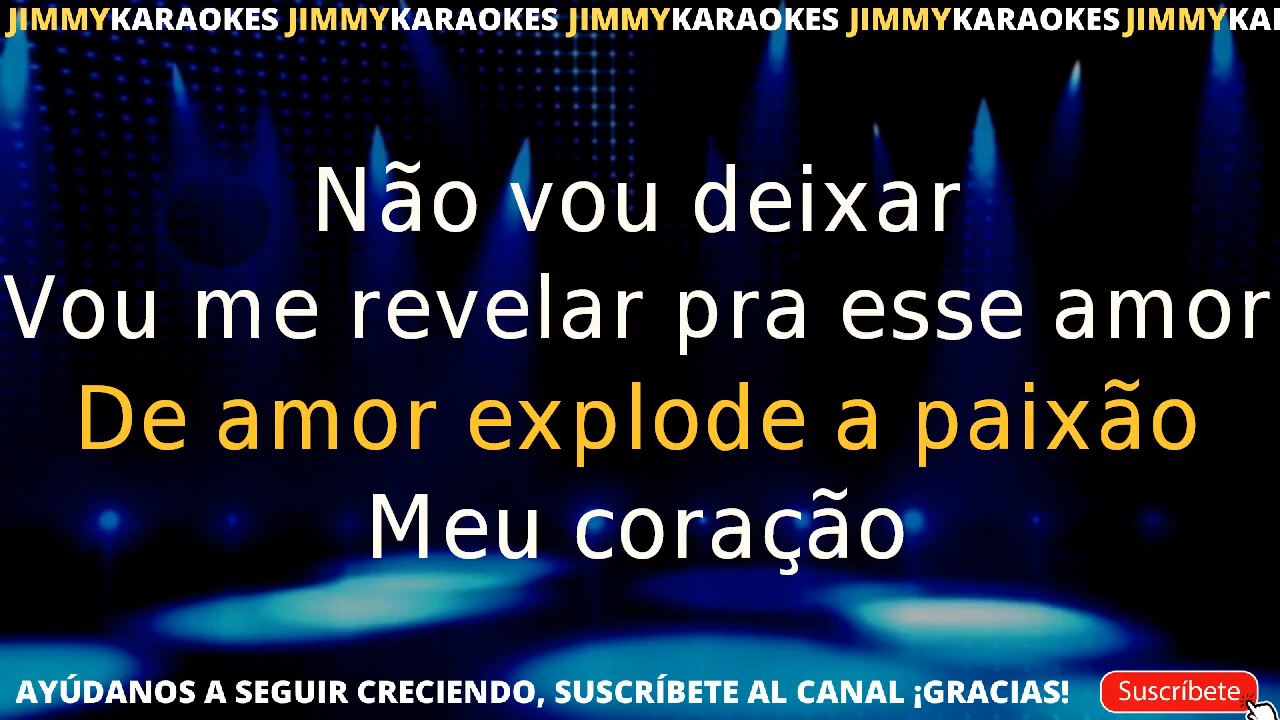 JIMMYKARAOKES JIMMYKARAOKES JIMMYKARAOKES JIMMYKARAOKES JIMMYKA
Não vou deixar
Vou me revelar pra esse amor
De amor explode a paixão
Meu coração
AYÚDANOS A SEGUIR CRECIENDO, SUSCRÍBETE AL CANAL ¡GRACIAS! Suscríbete